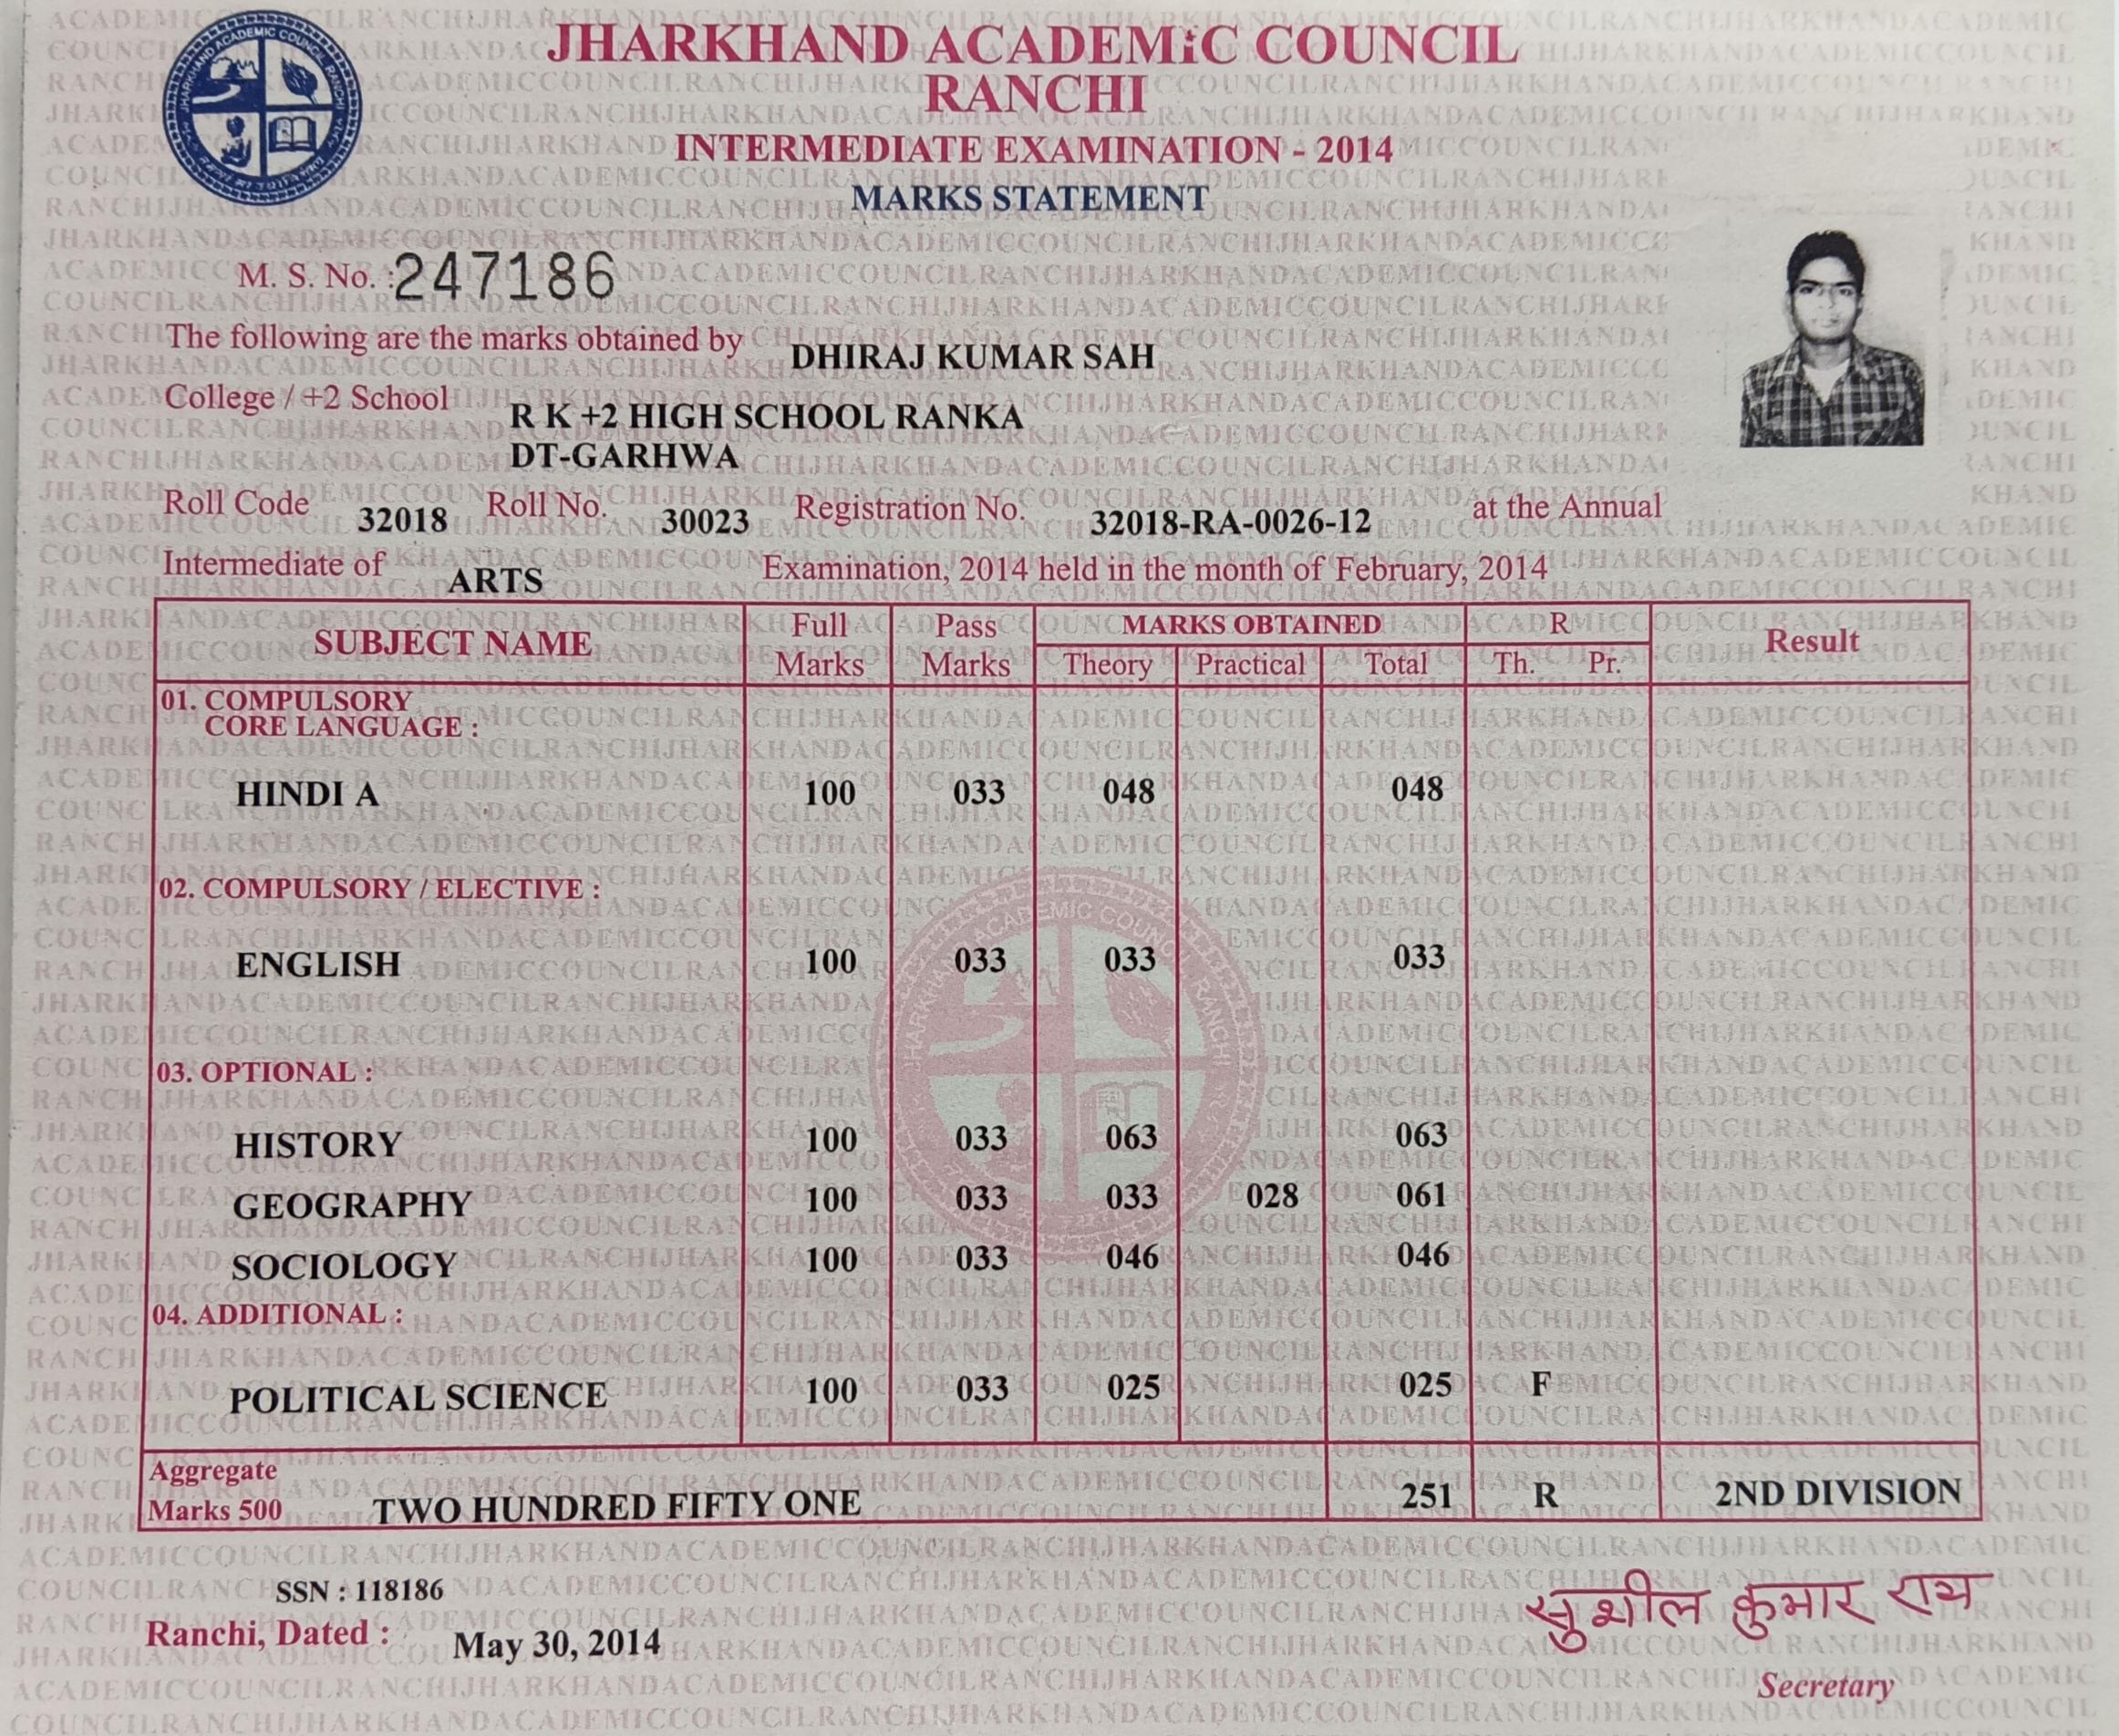 JHARKHAND ACADEMiC COUNCIL
RANCHI
INTERMEDIATE EXAMINATION - 2014
MARKS STATEMENT
M. S. No. : 247186
The following are the marks obtained by DHIRAJ KUMAR SAH
College / +2 School R K +2 HIGH SCHOOL RANKA
DT-GARHWA
Roll Code 32018 Roll No. 30023 Registration No. 32018-RA-0026-12 at the Annual
Intermediate of ARTS Examination, 2014 held in the month of February, 2014
SUBJECT NAME Full Marks Pass Marks MARKS OBTAINED R Result
Theory Practical Total Th. Pr.
01. COMPULSORY
CORE LANGUAGE :
HINDI A 100 033 048 048
02. COMPULSORY / ELECTIVE :
ENGLISH 100 033 033 033
03. OPTIONAL :
HISTORY 100 033 063 063
GEOGRAPHY 100 033 033 028 061
SOCIOLOGY 100 033 046 046
04. ADDITIONAL :
POLITICAL SCIENCE 100 033 025 025 F
Aggregate
Marks 500 TWO HUNDRED FIFTY ONE 251 R 2ND DIVISION
SSN : 118186
Ranchi, Dated : May 30, 2014
सुशील कुमार राय
Secretary